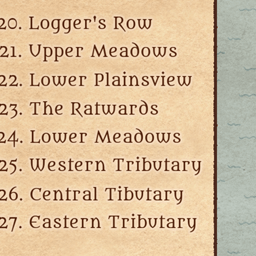 20. Logger's Row
21. Upper Meadows
22. Lower Plainsview
23. The Ratwards
24. Lower Meadows
25. Western Tributary
26. Central Tibutary
27. Eastern Tributary